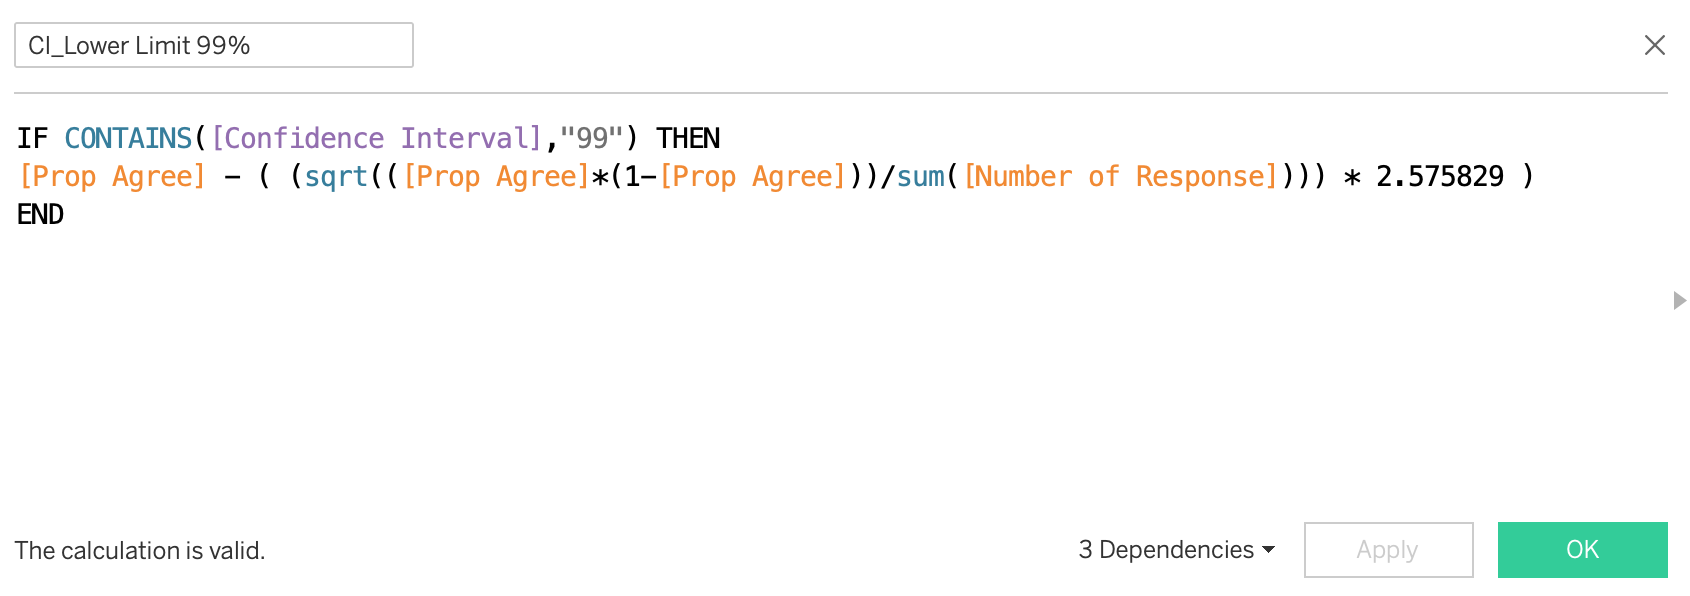 CI_Lower Limit 99%
IF CONTAINS([Confidence Interval],"99") THEN
[Prop Agree] - ( (sqrt(([Prop Agree]*(1-[Prop Agree]))/sum([Number of Response]))) * 2.575829 )
END
The calculation is valid.
3 Dependencies
Apply
OK